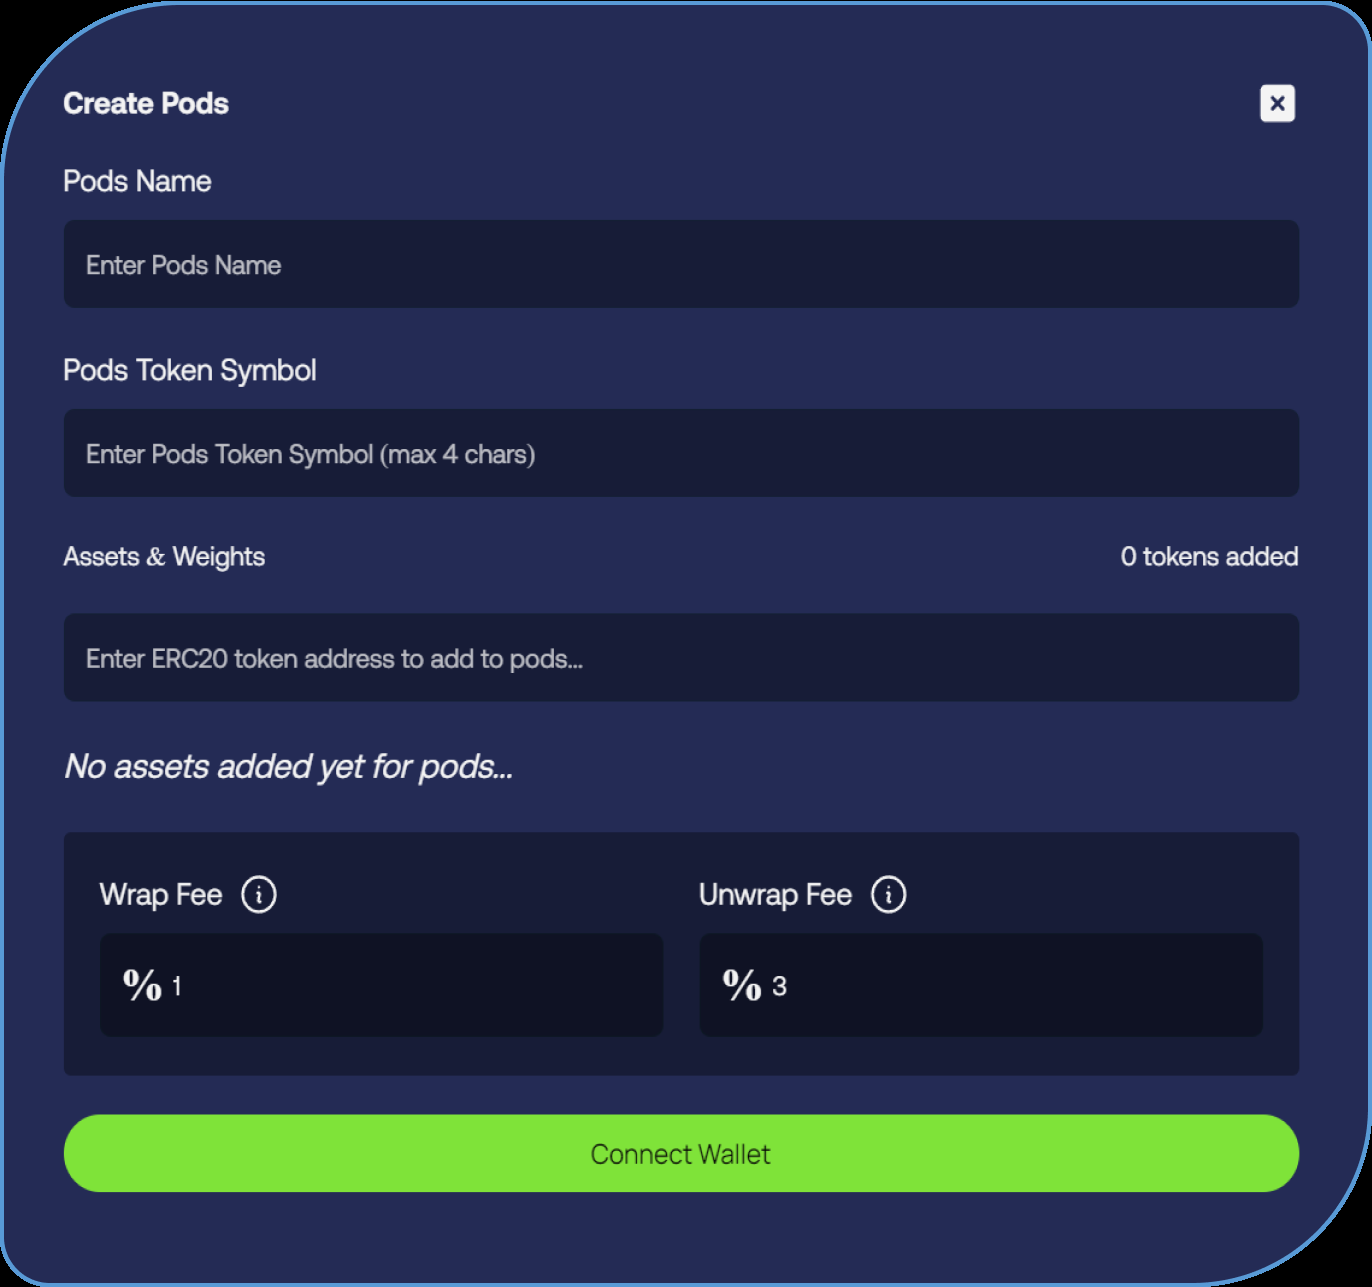 Create Pods
Pods Name
Enter Pods Name
Pods Token Symbol
Enter Pods Token Symbol (max 4 chars)
Assets & Weights 0 tokens added
Enter ERC20 token address to add to pods...
No assets added yet for pods...
Wrap Fee Unwrap Fee
% 1 % 3
Connect Wallet